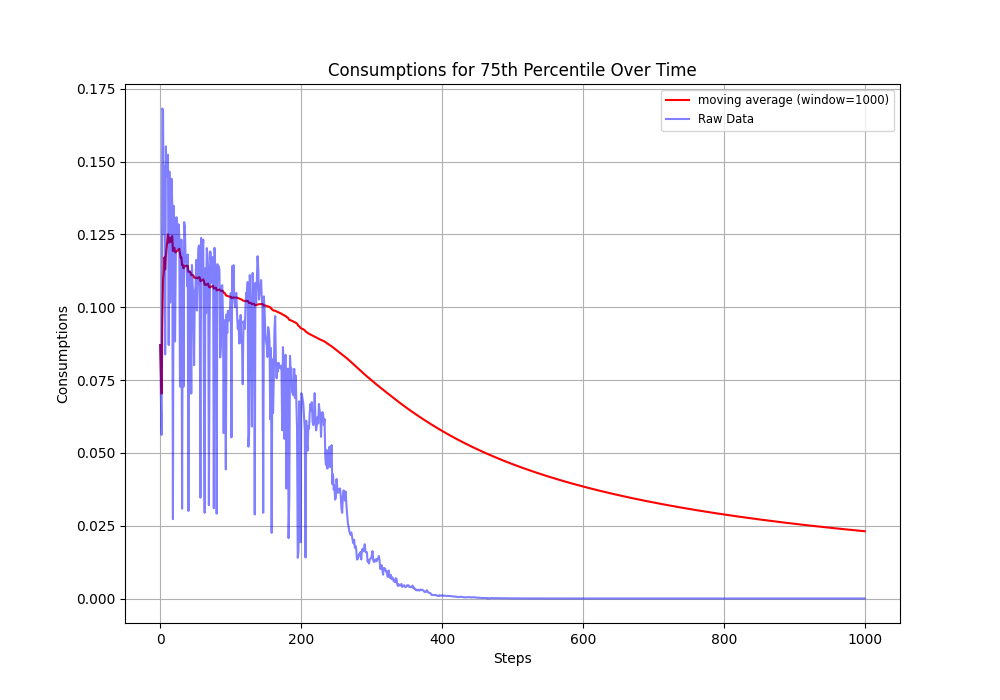 Consumptions for 75th Percentile Over Time
moving average (window=1000)
Raw Data
Consumptions
0.175
0.150
0.125
0.100
0.075
0.050
0.025
0.000
0
200
400
600
800
1000
Steps